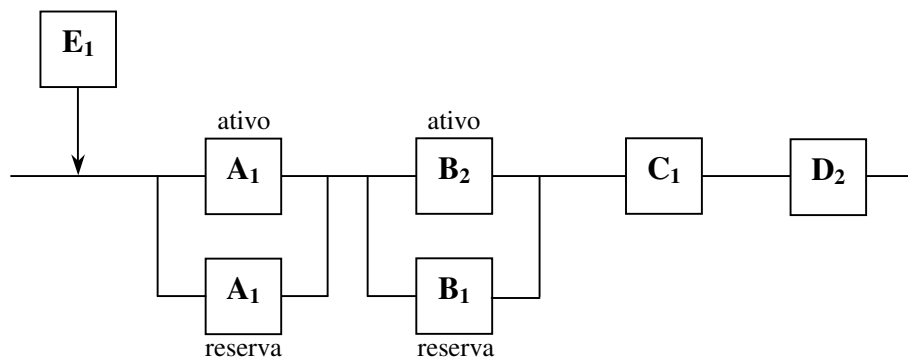 E₁
ativo
ativo
A₁
B₂
C₁
D₂
A₁
B₁
reserva
reserva